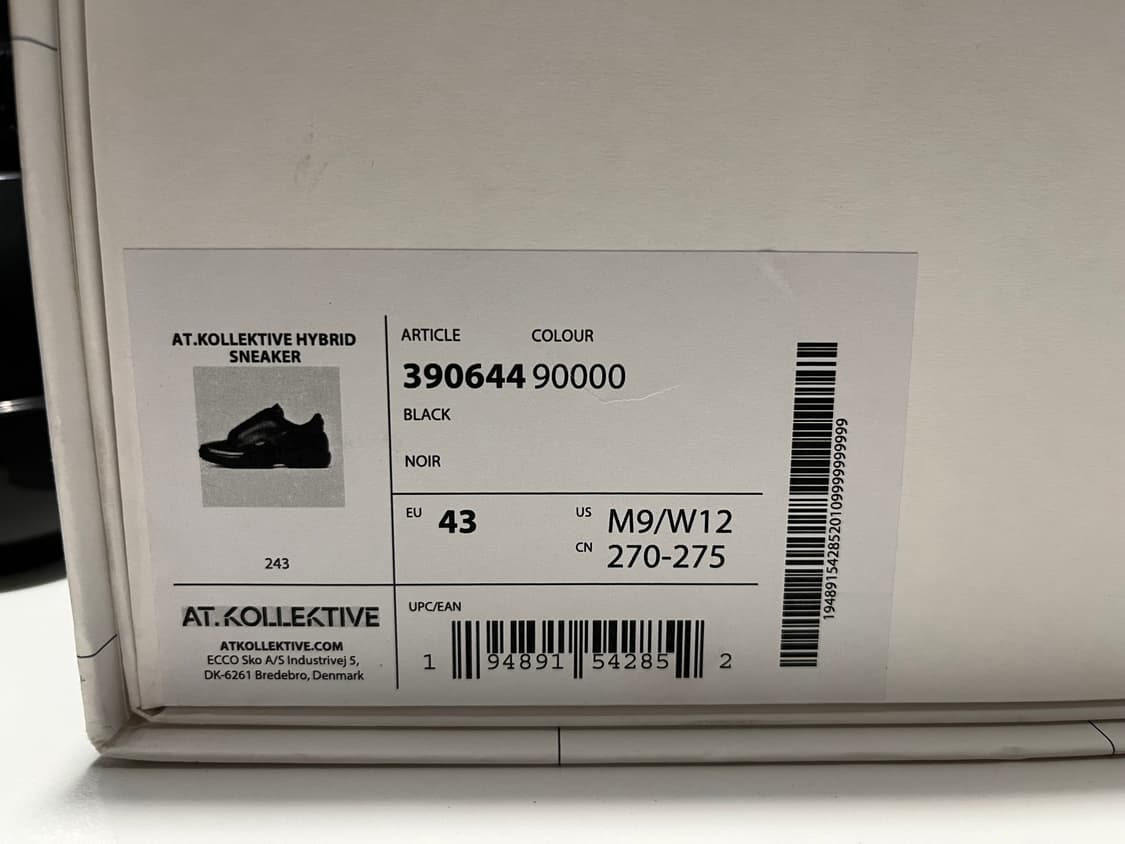 AT.KOLLEKTIVE HYBRID
SNEAKER
243
ARTICLE COLOUR
390644 90000
BLACK
NOIR
EU 43
US M9/W12
CN 270-275
AT.KOLLEKTIVE
ATKOLLEKTIVE.COM
ECCO Sko A/S Industrivej 5,
DK-6261 Bredebro, Denmark
UPC/EAN
1 94891 54285 2
194891542852010999999999999